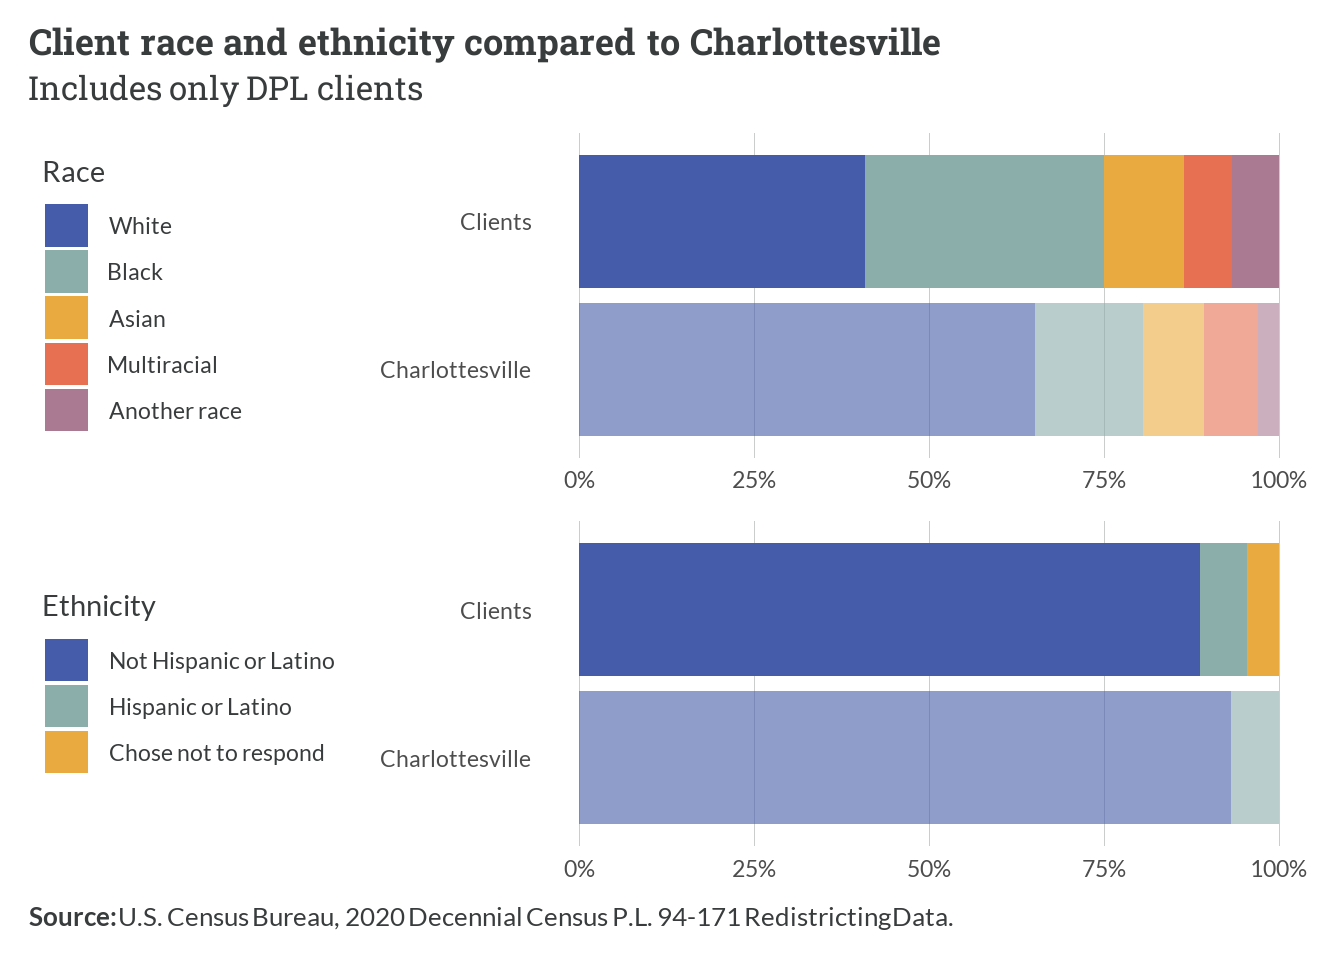 Client race and ethnicity compared to Charlottesville
Includes only DPL clients
Race
White
Black
Asian
Multiracial
Another race
Clients
Charlottesville
0% 25% 50% 75% 100%
Ethnicity
Not Hispanic or Latino
Hispanic or Latino
Chose not to respond
Clients
Charlottesville
0% 25% 50% 75% 100%
Source: U.S. Census Bureau, 2020 Decennial Census P.L. 94-171 Redistricting Data.